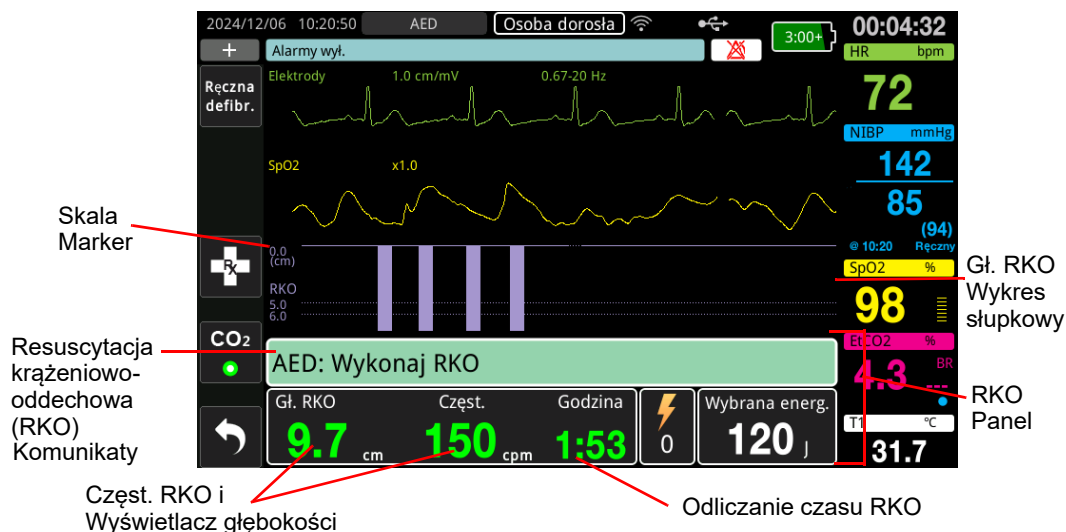 2024/12/06 10:20:50 AED Osoba dorosła 3:00+ 00:04:32
+ Alarmy wył. HR bpm
Ręczna
defibr.
Elektrody 1.0 cm/mV 0.67-20 Hz
72
NIBP mmHg
142
85
(94)
@ 10:20 Ręczny
SpO2 x1.0
Skala
Marker
0.0
(cm)
RKO
5.0
6.0
Rx
SpO2 %
98
Gł. RKO
Wykres
słupkowy
CO2
EtCO2 %
4.3 BR
---
Resuscytacja
krążeniowo-
oddechowa
(RKO)
Komunikaty
AED: Wykonaj RKO
RKO
Panel
Gł. RKO Częst. Godzina Wybrana energ.
9.7 cm 150 cpm 1:53 0 120 J
T1 °C
31.7
Częst. RKO i
Wyświetlacz głębokości
Odliczanie czasu RKO